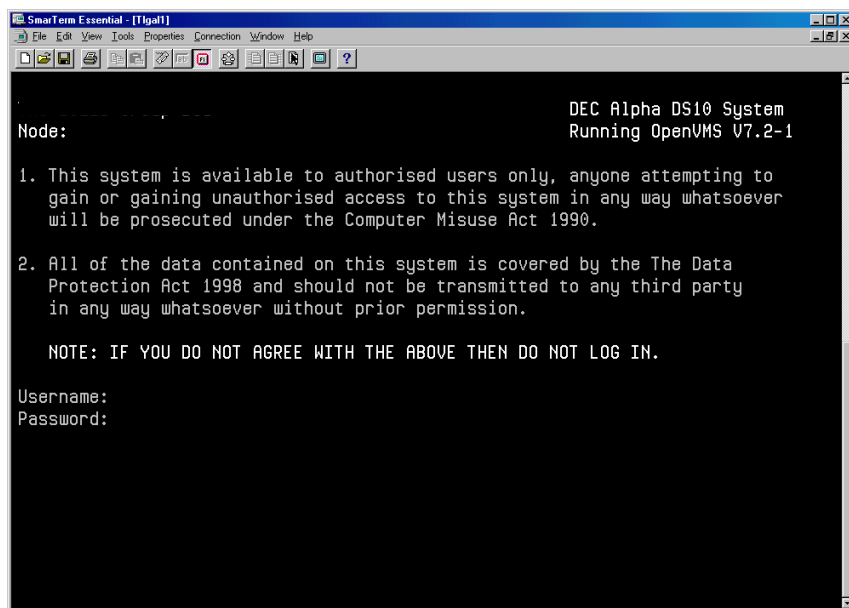 SmarTerm Essential - [TIgal1]
File Edit View Tools Properties Connection Window Help
DEC Alpha DS10 System
Node: Running OpenVMS V7.2-1
1. This system is available to authorised users only, anyone attempting to
gain or gaining unauthorised access to this system in any way whatsoever
will be prosecuted under the Computer Misuse Act 1990.
2. All of the data contained on this system is covered by the The Data
Protection Act 1998 and should not be transmitted to any third party
in any way whatsoever without prior permission.
NOTE: IF YOU DO NOT AGREE WITH THE ABOVE THEN DO NOT LOG IN.
Username:
Password: